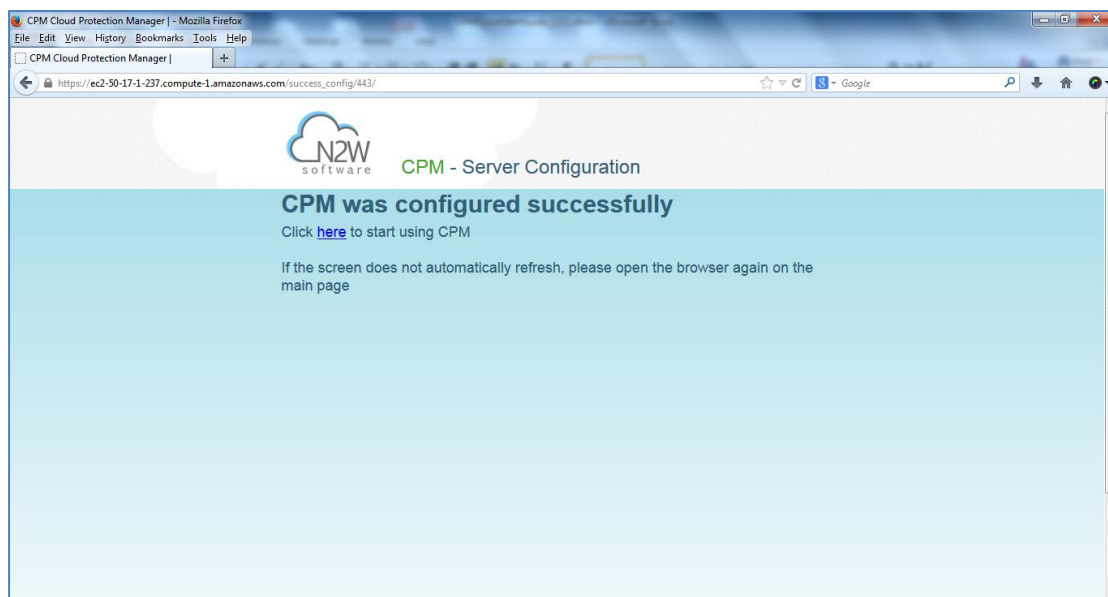 CPM Cloud Protection Manager | - Mozilla Firefox
File Edit View History Bookmarks Tools Help
CPM Cloud Protection Manager |
https://ec2-50-17-1-237.compute-1.amazonaws.com/success_config/443/
Google
N2W
software
CPM - Server Configuration
CPM was configured successfully
Click here to start using CPM
If the screen does not automatically refresh, please open the browser again on the
main page